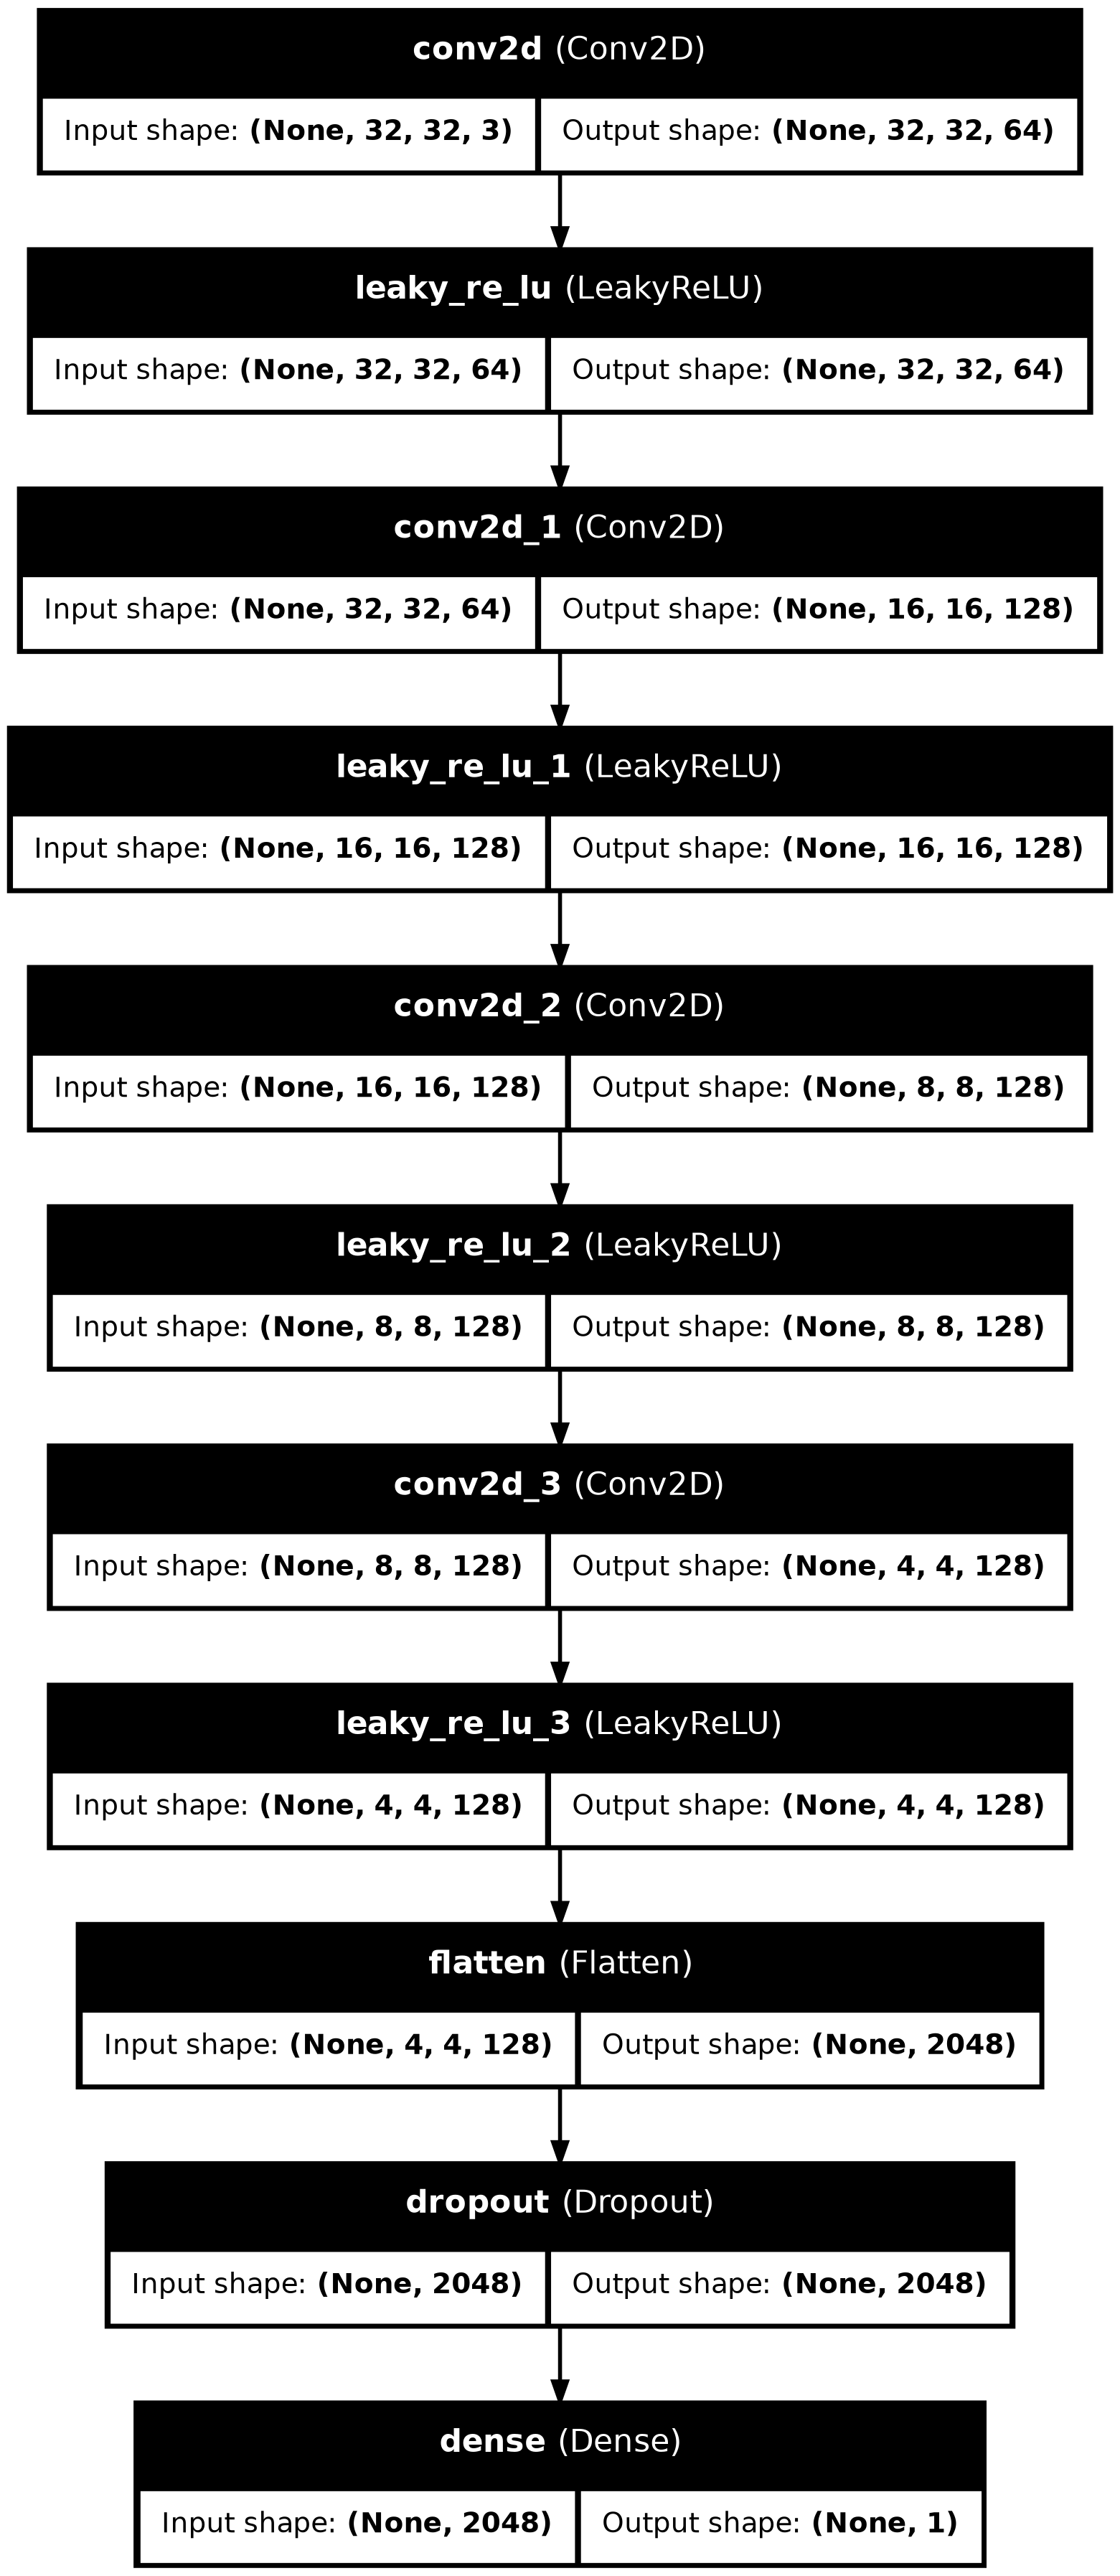 conv2d (Conv2D)
Input shape: (None, 32, 32, 3) Output shape: (None, 32, 32, 64)
leaky_re_lu (LeakyReLU)
Input shape: (None, 32, 32, 64) Output shape: (None, 32, 32, 64)
conv2d_1 (Conv2D)
Input shape: (None, 32, 32, 64) Output shape: (None, 16, 16, 128)
leaky_re_lu_1 (LeakyReLU)
Input shape: (None, 16, 16, 128) Output shape: (None, 16, 16, 128)
conv2d_2 (Conv2D)
Input shape: (None, 16, 16, 128) Output shape: (None, 8, 8, 128)
leaky_re_lu_2 (LeakyReLU)
Input shape: (None, 8, 8, 128) Output shape: (None, 8, 8, 128)
conv2d_3 (Conv2D)
Input shape: (None, 8, 8, 128) Output shape: (None, 4, 4, 128)
leaky_re_lu_3 (LeakyReLU)
Input shape: (None, 4, 4, 128) Output shape: (None, 4, 4, 128)
flatten (Flatten)
Input shape: (None, 4, 4, 128) Output shape: (None, 2048)
dropout (Dropout)
Input shape: (None, 2048) Output shape: (None, 2048)
dense (Dense)
Input shape: (None, 2048) Output shape: (None, 1)